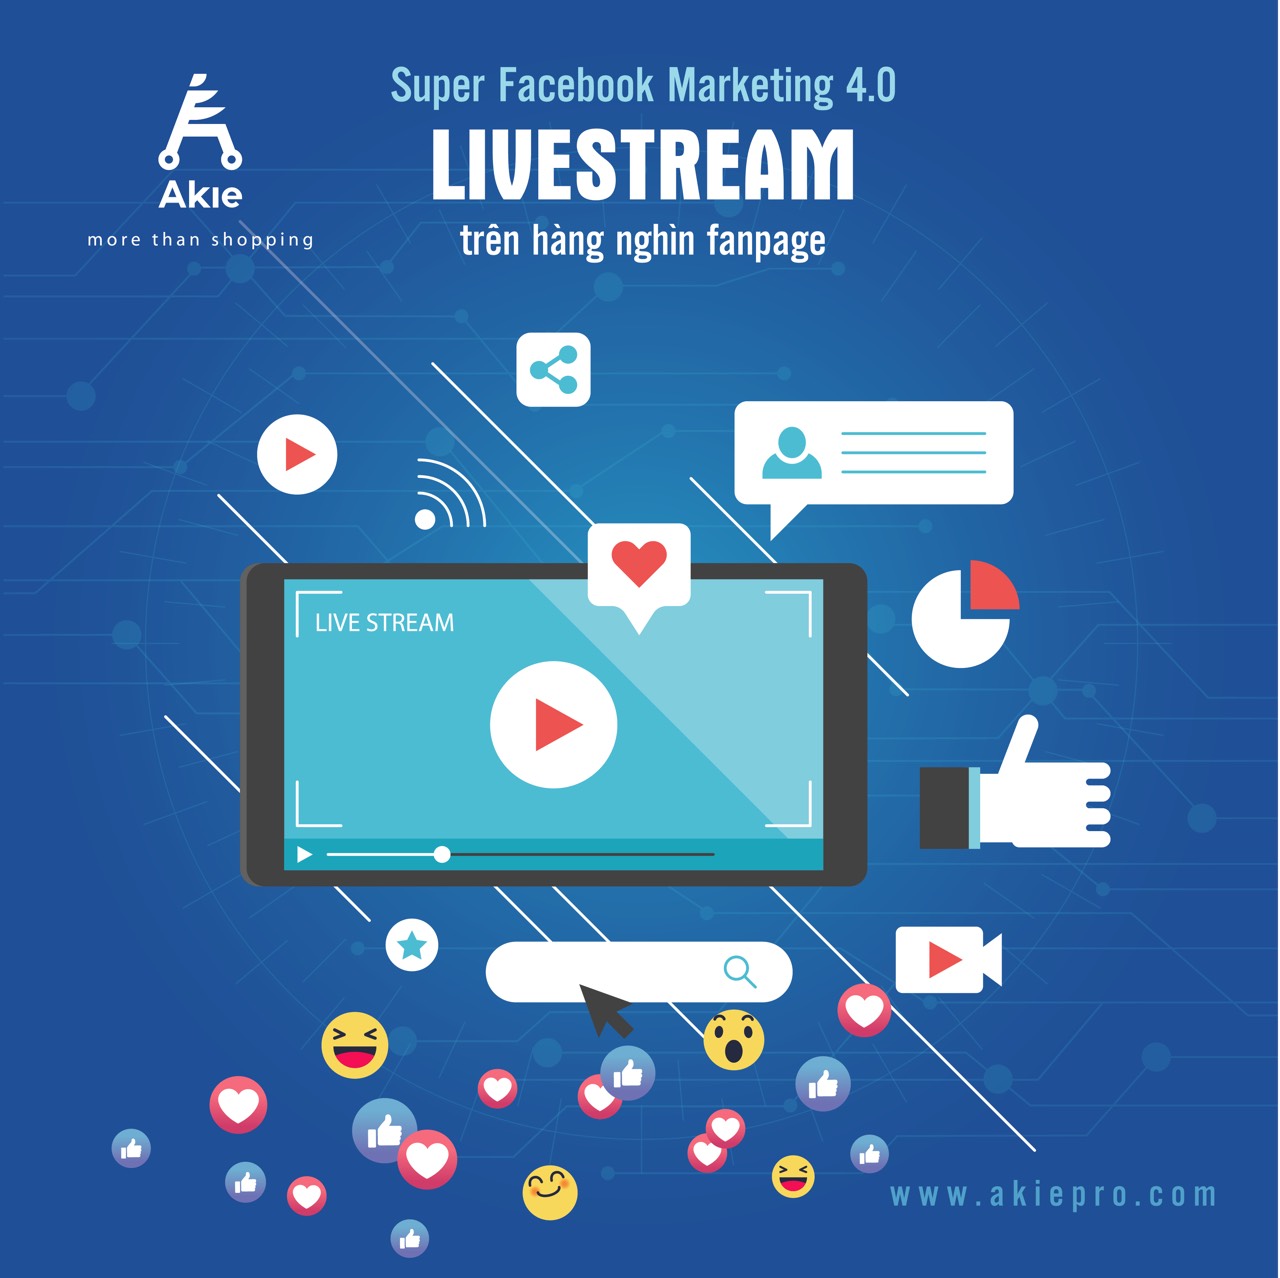 Super Facebook Marketing 4.0
LIVESTREAM
trên hàng nghìn fanpage
Akie
more than shopping
LIVE STREAM
www.akiepro.com